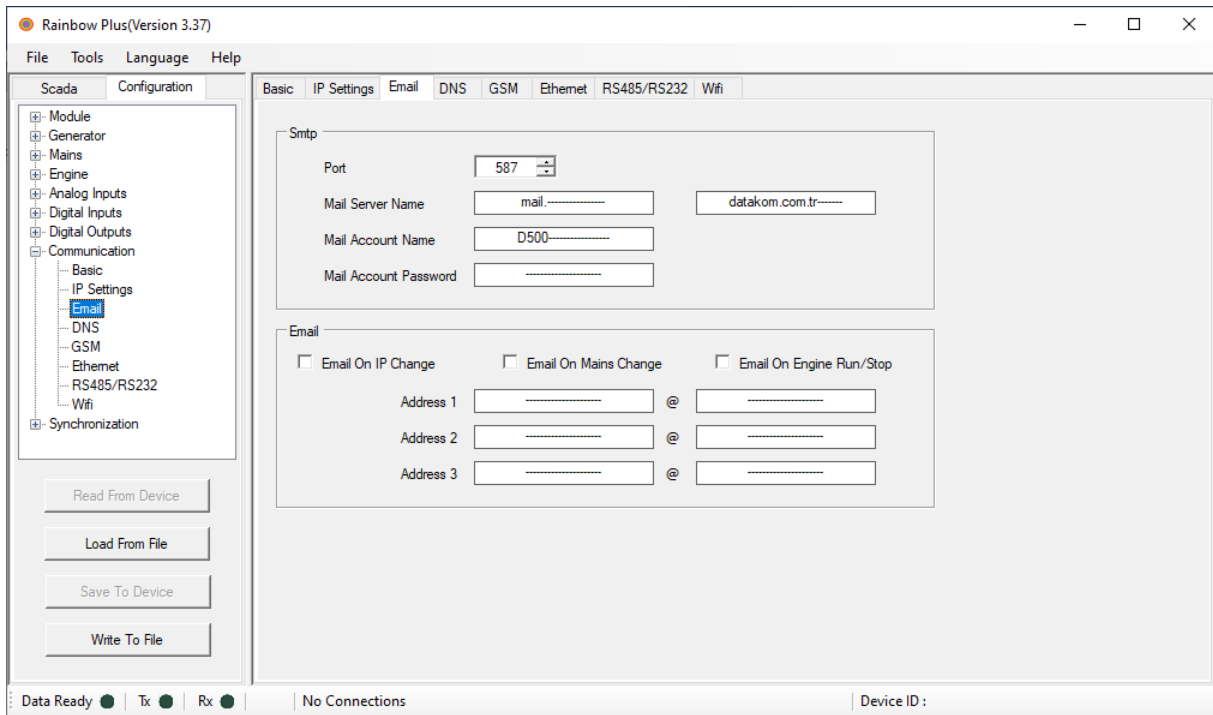 Rainbow Plus(Version 3.37)
File Tools Language Help
Scada Configuration
Module
Generator
Mains
Engine
Analog Inputs
Digital Inputs
Digital Outputs
Communication
Basic
IP Settings
Email
DNS
GSM
Ethernet
RS485/RS232
Wifi
Synchronization
Read From Device
Load From File
Save To Device
Write To File
Basic IP Settings Email DNS GSM Ethernet RS485/RS232 Wifi
Smtp
Port 587
Mail Server Name mail.---------------- datakom.com.tr-------
Mail Account Name D500-----------------
Mail Account Password ---------------------
Email
Email On IP Change Email On Mains Change Email On Engine Run/Stop
Address 1 --------------------- @ ---------------------
Address 2 --------------------- @ ---------------------
Address 3 --------------------- @ ---------------------
Data Ready Tx Rx No Connections Device ID :